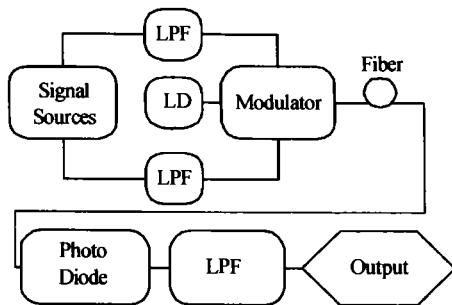 LPF
Signal
Sources
LD
Modulator
Fiber
LPF
Photo
Diode
LPF
Output